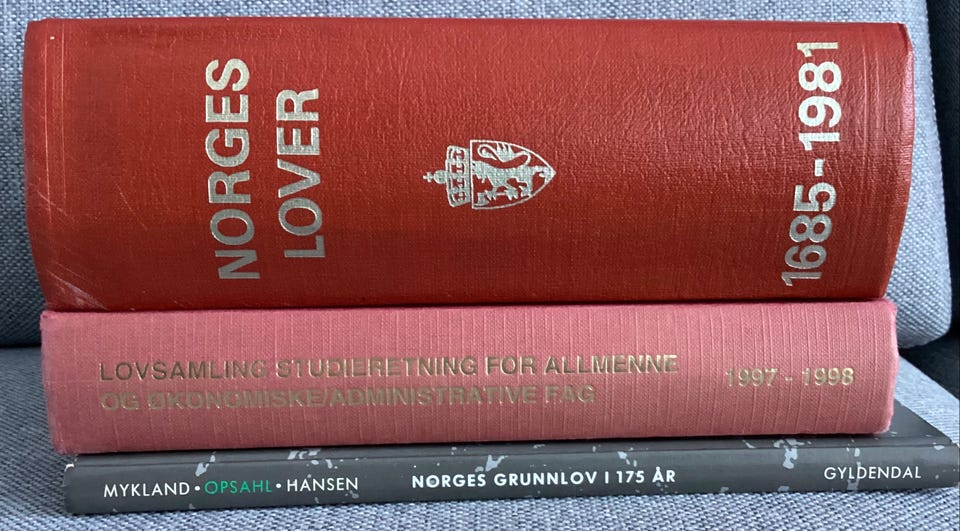 NORGES
LOVER
1685-1981
LOVSAMLING STUDIERETNING FOR ALLMENNE
OG ØKONOMISKE/ADMINISTRATIVE FAG
1997 - 1998
MYKLAND • OPSAHL • HANSEN
NORGES GRUNNLOV I 175 ÅR
GYLDENDAL